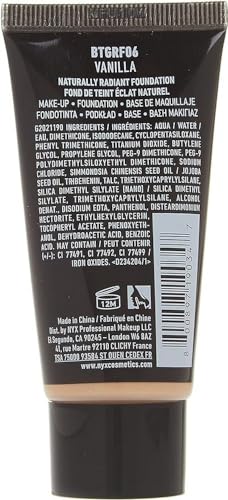 BTGRF06
VANILLA
NATURALLY RADIANT FOUNDATION
FOND DE TEINT ÉCLAT NATUREL
MAKE-UP • FOUNDATION • BASE DE MAQUILLAJE
FONDOTINTA • PODKŁAD • BASE • ΒΑΣΗ ΜΑΚΙΓΙΑΖ
G2021190 INGREDIENTS / INGRÉDIENTS: AQUA / WATER /
EAU, DIMETHICONE, ISODODECANE, CYCLOPENTASILOXANE,
PHENYL TRIMETHICONE, TITANIUM DIOXIDE, BUTYLENE
GLYCOL, PROPYLENE GLYCOL, PEG-10 DIMETHICONE, PEG-9
POLYDIMETHYLSILOXYETHYL DIMETHICONE, SODIUM
CHLORIDE, SIMMONDSIA CHINENSIS SEED OIL / JOJOBA
SEED OIL, TRIHYDROXYSTEARIN, TALC, TRIETHOXYCAPRYLYLSILANE,
SILICA DIMETHYL SILYLATE (NANO) / SILICA DIMETHYL
SILYLATE, TRIMETHOXYCAPRYLYLSILANE, ALCOHOL
DENAT., DISODIUM EDTA, PANTHENOL, DISTEARDIMONIUM
HECTORITE, ETHYLHEXYLGLYCERIN,
TOCOPHERYL ACETATE, PHENOXYETHANOL,
DEHYDROACETIC ACID, BENZOIC
ACID, MAY CONTAIN / PEUT CONTENIR
(+/-): CI 77491, CI 77492, CI 77499 /
IRON OXIDES. <D234204/1>
12M
Made in China / Fabriqué en Chine
Dist. by NYX Professional Makeup LLC
El Segundo, CA 90245 – London W6 8AZ
41, rue Martre 92110 CLICHY France
TSA 75000 93584 ST OUEN CEDEX FR
www.nyxcosmetics.com